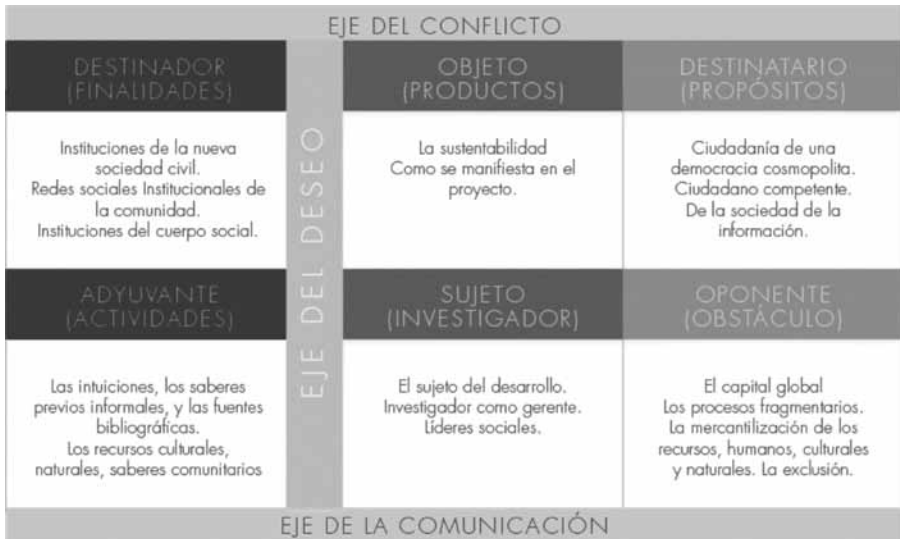 EJE DEL CONFLICTO
DESTINADOR
(FINALIDADES)
Instituciones de la nueva
sociedad civil.
Redes sociales Institucionales de
la comunidad.
Instituciones del cuerpo social.
EJE DEL DESEO
OBJETO
(PRODUCTOS)
La sustentabilidad
Como se manifiesta en el
proyecto.
DESTINATARIO
(PROPÓSITOS)
Ciudadanía de una
democracia cosmopolita.
Ciudadano competente.
De la sociedad de la
información.
ADYUVANTE
(ACTIVIDADES)
Las intuiciones, los saberes
previos informales, y las fuentes
bibliográficas.
Los recursos culturales,
naturales, saberes comunitarios
SUJETO
(INVESTIGADOR)
El sujeto del desarrollo.
Investigador como gerente.
Líderes sociales.
OPONENTE
(OBSTÁCULO)
El capital global
Los procesos fragmentarios.
La mercantilización de los
recursos, humanos, culturales
y naturales. La exclusión.
EJE DE LA COMUNICACIÓN